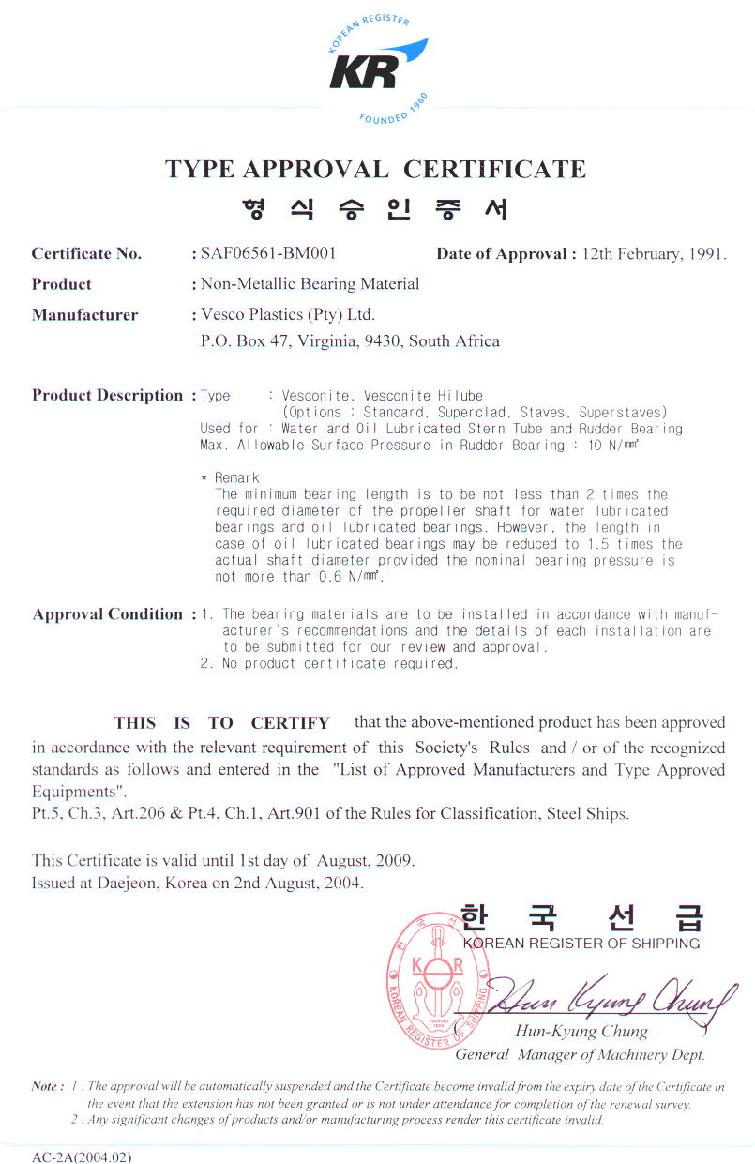 KOREAN REGISTER
KR
FOUNDED 1960
TYPE APPROVAL CERTIFICATE
형 식 승 인 증 서
Certificate No. : SAF06561-BM001 Date of Approval : 12th February, 1991.
Product : Non-Metallic Bearing Material
Manufacturer : Vesco Plastics (Pty) Ltd.
P.O. Box 47, Virginia, 9430, South Africa
Product Description : Type : Vesconite, Vesconite Hilube
(Options : Standard, Superclad, Staves, Superstaves)
Used for : Water and Oil Lubricated Stern Tube and Rudder Bearing
Max. Allowable Surface Pressure in Rudder Bearing : 10 N/㎟
* Remark
The minimum bearing length is to be not less than 2 times the
required diameter of the propeller shaft for water lubricated
bearings and oil lubricated bearings. However, the length in
case of oil lubricated bearings may be reduced to 1.5 times the
actual shaft diameter provided the nominal bearing pressure is
not more than 0.6 N/㎟.
Approval Condition : 1. The bearing materials are to be installed in accordance with manuf-
acturer's recommendations and the details of each installation are
to be submitted for our review and approval.
2. No product certificate required.
THIS IS TO CERTIFY that the above-mentioned product has been approved
in accordance with the relevant requirement of this Society's Rules and / or of the recognized
standards as follows and entered in the "List of Approved Manufacturers and Type Approved
Equipments".
Pt.5, Ch.3, Art.206 & Pt.4, Ch.1, Art.901 of the Rules for Classification, Steel Ships.
This Certificate is valid until 1st day of August, 2009.
Issued at Daejeon, Korea on 2nd August, 2004.
한 국 선 급
KOREAN REGISTER OF SHIPPING
한 국 선
K R
KOREAN REGISTER OF SHIPPING
Hun Kyung Chung
Hun-Kyung Chung
General Manager of Machinery Dept.
Note : 1 . The approval will be automatically suspended and the Certificate become invalid from the expiry date of the Certificate in
the event that the extension has not been granted or is not under attendance for completion of the renewal survey.
2 . Any significant changes of products and/or manufacturing process render this certificate invalid.
AC-2A(2004.02)